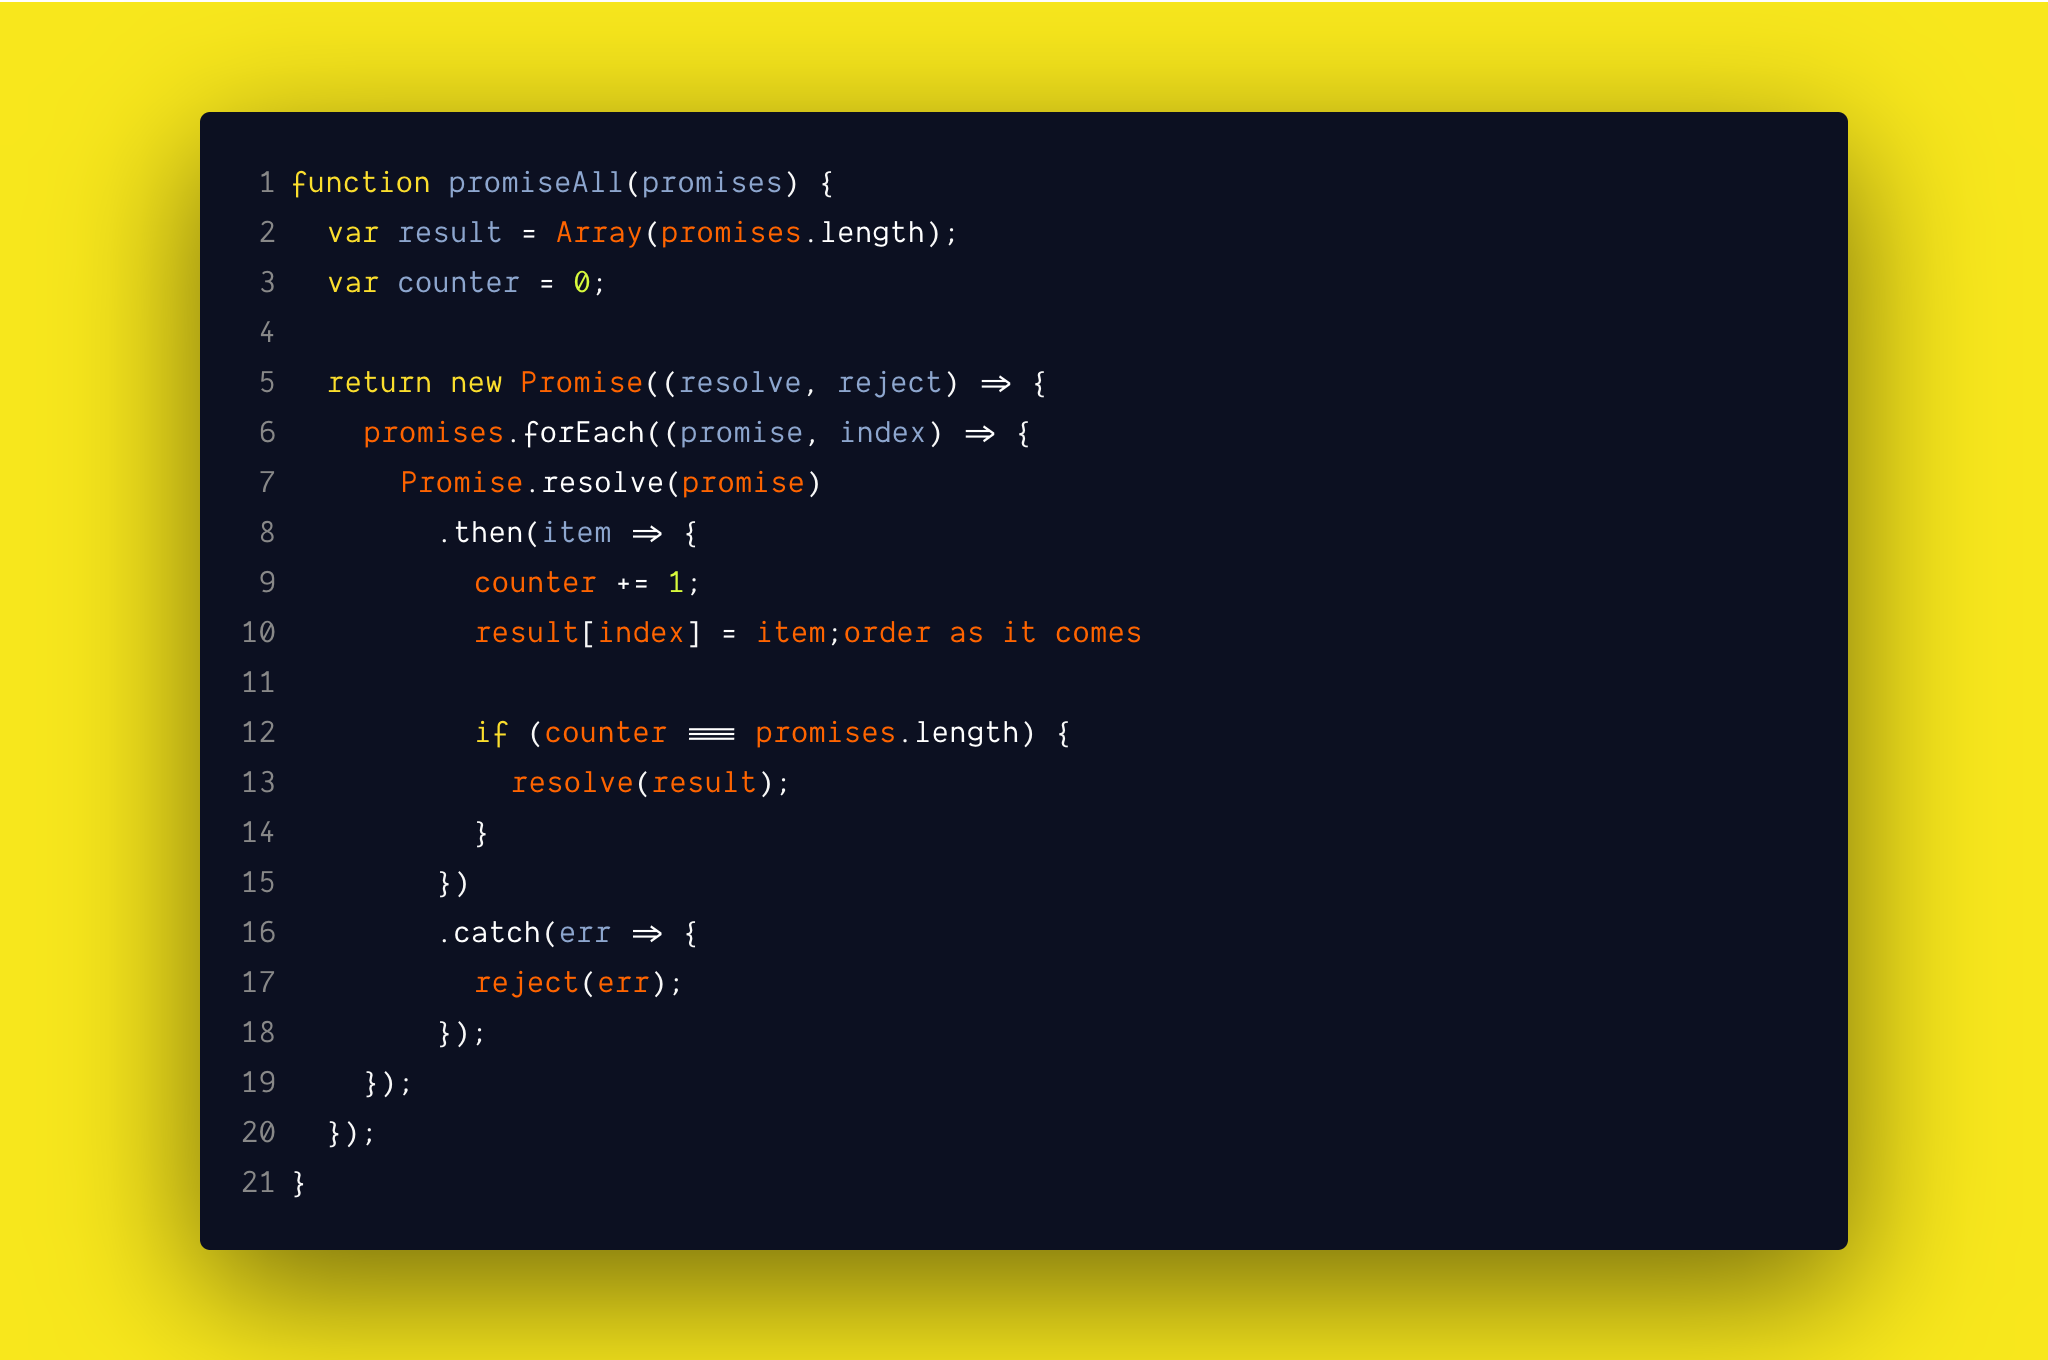 1 function promiseAll(promises) {
2   var result = Array(promises.length);
3   var counter = 0;
4
5   return new Promise((resolve, reject) => {
6     promises.forEach((promise, index) => {
7       Promise.resolve(promise)
8         .then(item => {
9           counter += 1;
10           result[index] = item;order as it comes
11
12           if (counter === promises.length) {
13             resolve(result);
14           }
15         })
16         .catch(err => {
17           reject(err);
18         });
19     });
20   });
21 }